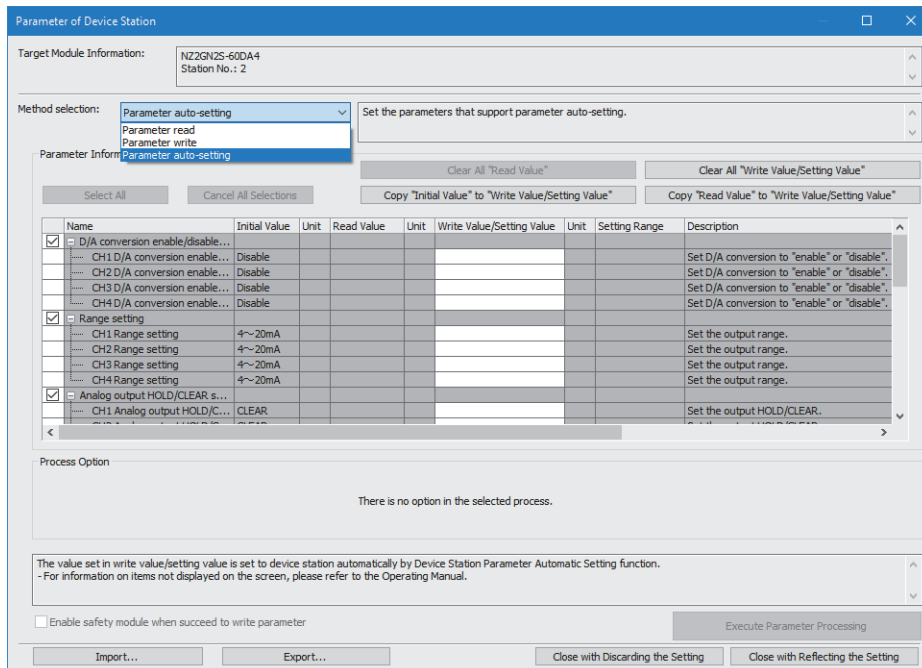 Parameter of Device Station
Target Module Information:
NZ2GN2S-60DA4
Station No.: 2
Method selection:
Parameter auto-setting
Set the parameters that support parameter auto-setting.
Parameter read
Parameter write
Parameter auto-setting
Parameter Inform
Clear All "Read Value"
Clear All "Write Value/Setting Value"
Select All
Cancel All Selections
Copy "Initial Value" to "Write Value/Setting Value"
Copy "Read Value" to "Write Value/Setting Value"
Name Initial Value Unit Read Value Unit Write Value/Setting Value Unit Setting Range Description
D/A conversion enable/disable...
CH1 D/A conversion enable... Disable Set D/A conversion to "enable" or "disable".
CH2 D/A conversion enable... Disable Set D/A conversion to "enable" or "disable".
CH3 D/A conversion enable... Disable Set D/A conversion to "enable" or "disable".
CH4 D/A conversion enable... Disable Set D/A conversion to "enable" or "disable".
Range setting
CH1 Range setting 4～20mA Set the output range.
CH2 Range setting 4～20mA Set the output range.
CH3 Range setting 4～20mA Set the output range.
CH4 Range setting 4～20mA Set the output range.
Analog output HOLD/CLEAR s...
CH1 Analog output HOLD/C... CLEAR Set the output HOLD/CLEAR.
Process Option
There is no option in the selected process.
The value set in write value/setting value is set to device station automatically by Device Station Parameter Automatic Setting function.
- For information on items not displayed on the screen, please refer to the Operating Manual.
Enable safety module when succeed to write parameter
Execute Parameter Processing
Import...
Export...
Close with Discarding the Setting
Close with Reflecting the Setting